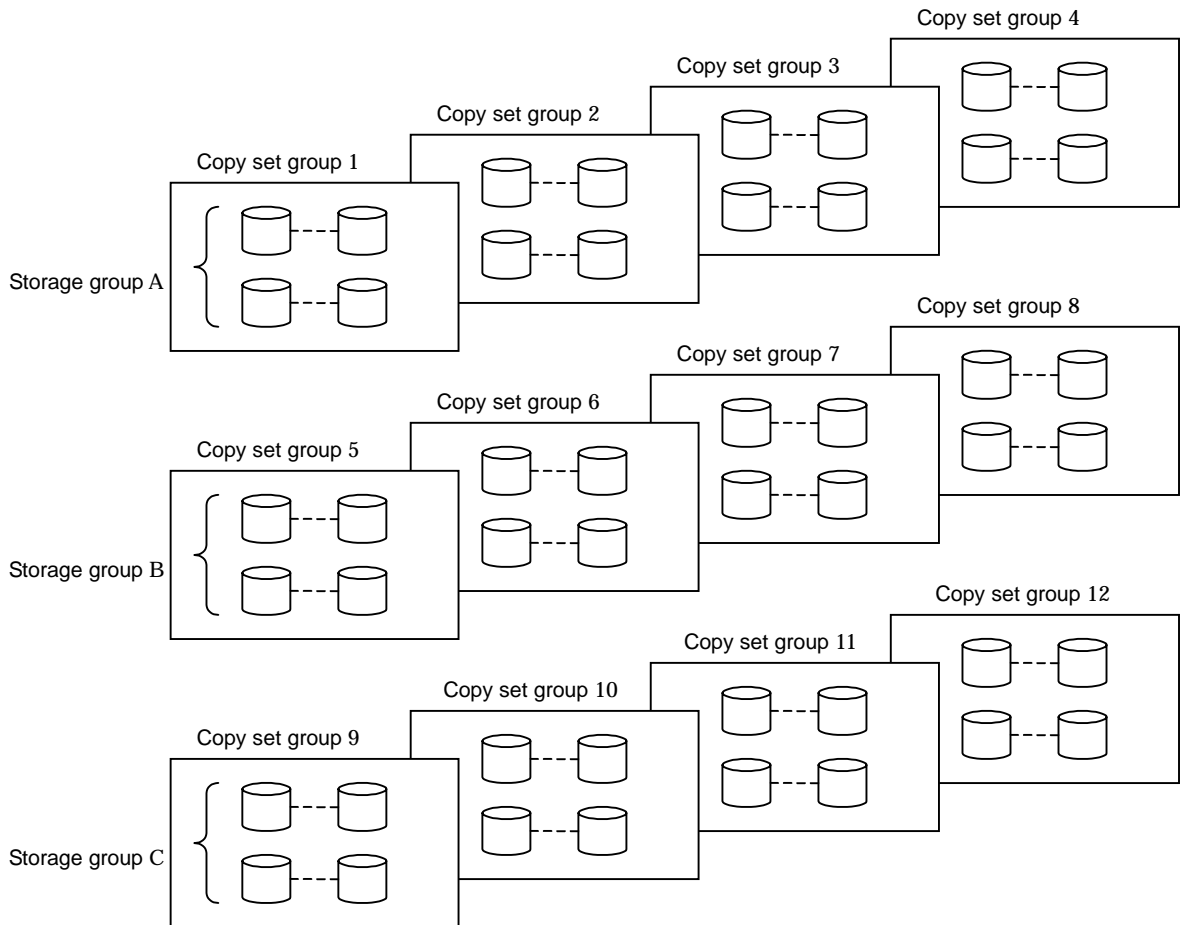 Copy set group 4
Copy set group 3
Copy set group 2
Copy set group 1
Storage group A
Copy set group 8
Copy set group 7
Copy set group 6
Copy set group 5
Storage group B
Copy set group 12
Copy set group 11
Copy set group 10
Copy set group 9
Storage group C